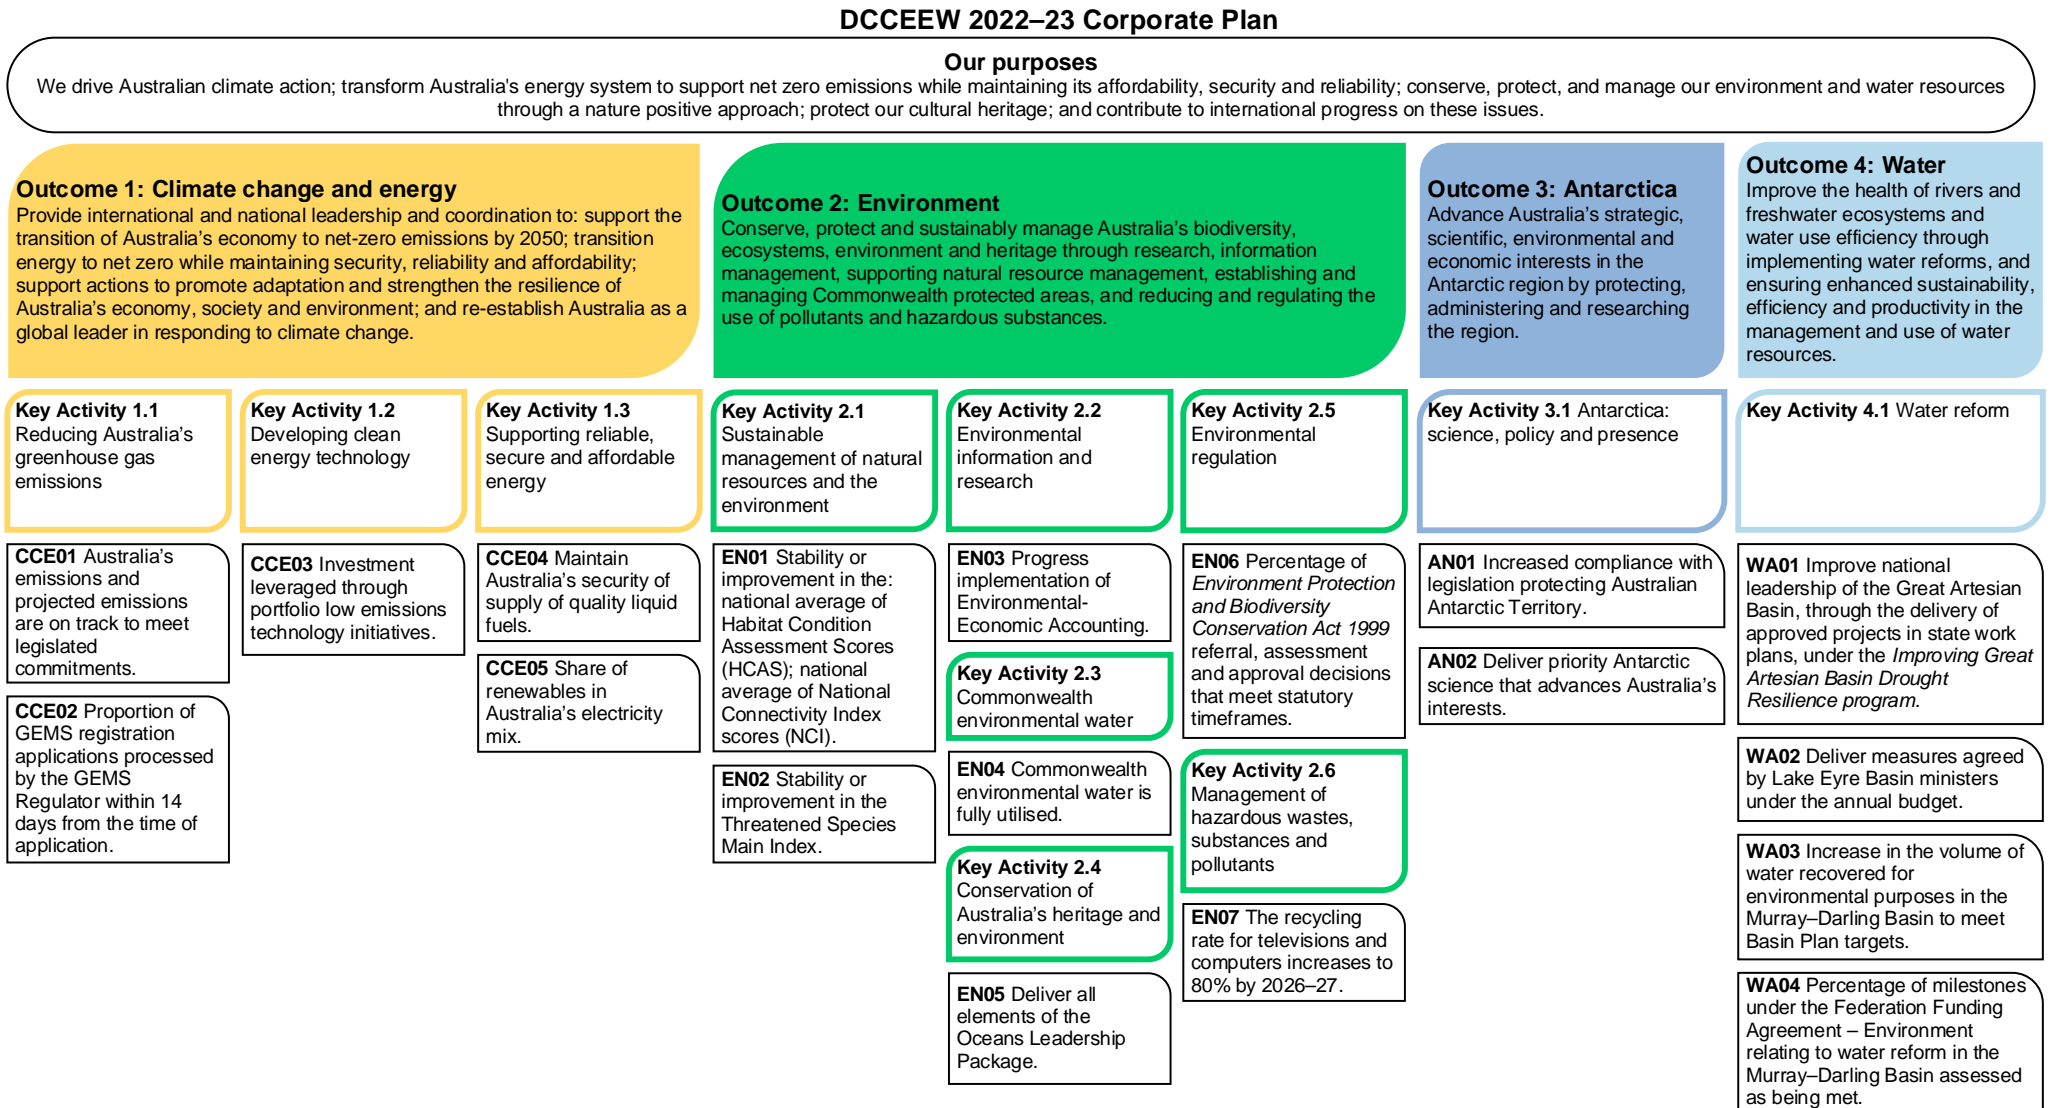 DCCEEW 2022–23 Corporate Plan
Our purposes
We drive Australian climate action; transform Australia's energy system to support net zero emissions while maintaining its affordability, security and reliability; conserve, protect, and manage our environment and water resources
through a nature positive approach; protect our cultural heritage; and contribute to international progress on these issues.
Outcome 1: Climate change and energy
Provide international and national leadership and coordination to: support the
transition of Australia’s economy to net-zero emissions by 2050; transition
energy to net zero while maintaining security, reliability and affordability;
support actions to promote adaptation and strengthen the resilience of
Australia’s economy, society and environment; and re-establish Australia as a
global leader in responding to climate change.
Outcome 2: Environment
Conserve, protect and sustainably manage Australia’s biodiversity,
ecosystems, environment and heritage through research, information
management, supporting natural resource management, establishing and
managing Commonwealth protected areas, and reducing and regulating the
use of pollutants and hazardous substances.
Outcome 3: Antarctica
Advance Australia’s strategic,
scientific, environmental and
economic interests in the
Antarctic region by protecting,
administering and researching
the region.
Outcome 4: Water
Improve the health of rivers and
freshwater ecosystems and
water use efficiency through
implementing water reforms, and
ensuring enhanced sustainability,
efficiency and productivity in the
management and use of water
resources.
Key Activity 1.1
Reducing Australia’s
greenhouse gas
emissions
CCE01 Australia’s
emissions and
projected emissions
are on track to meet
legislated
commitments.
CCE02 Proportion of
GEMS registration
applications processed
by the GEMS
Regulator within 14
days from the time of
application.
Key Activity 1.2
Developing clean
energy technology
CCE03 Investment
leveraged through
portfolio low emissions
technology initiatives.
Key Activity 1.3
Supporting reliable,
secure and affordable
energy
CCE04 Maintain
Australia’s security of
supply of quality liquid
fuels.
CCE05 Share of
renewables in
Australia’s electricity
mix.
Key Activity 2.1
Sustainable
management of natural
resources and the
environment
EN01 Stability or
improvement in the:
national average of
Habitat Condition
Assessment Scores
(HCAS); national
average of National
Connectivity Index
scores (NCI).
EN02 Stability or
improvement in the
Threatened Species
Main Index.
Key Activity 2.2
Environmental
information and
research
EN03 Progress
implementation of
Environmental-
Economic Accounting.
Key Activity 2.3
Commonwealth
environmental water
EN04 Commonwealth
environmental water is
fully utilised.
Key Activity 2.4
Conservation of
Australia’s heritage and
environment
EN05 Deliver all
elements of the
Oceans Leadership
Package.
Key Activity 2.5
Environmental
regulation
EN06 Percentage of
Environment Protection
and Biodiversity
Conservation Act 1999
referral, assessment
and approval decisions
that meet statutory
timeframes.
Key Activity 2.6
Management of
hazardous wastes,
substances and
pollutants
EN07 The recycling
rate for televisions and
computers increases to
80% by 2026–27.
Key Activity 3.1 Antarctica:
science, policy and presence
AN01 Increased compliance with
legislation protecting Australian
Antarctic Territory.
AN02 Deliver priority Antarctic
science that advances Australia’s
interests.
Key Activity 4.1 Water reform
WA01 Improve national
leadership of the Great Artesian
Basin, through the delivery of
approved projects in state work
plans, under the Improving Great
Artesian Basin Drought
Resilience program.
WA02 Deliver measures agreed
by Lake Eyre Basin ministers
under the annual budget.
WA03 Increase in the volume of
water recovered for
environmental purposes in the
Murray–Darling Basin to meet
Basin Plan targets.
WA04 Percentage of milestones
under the Federation Funding
Agreement – Environment
relating to water reform in the
Murray–Darling Basin assessed
as being met.